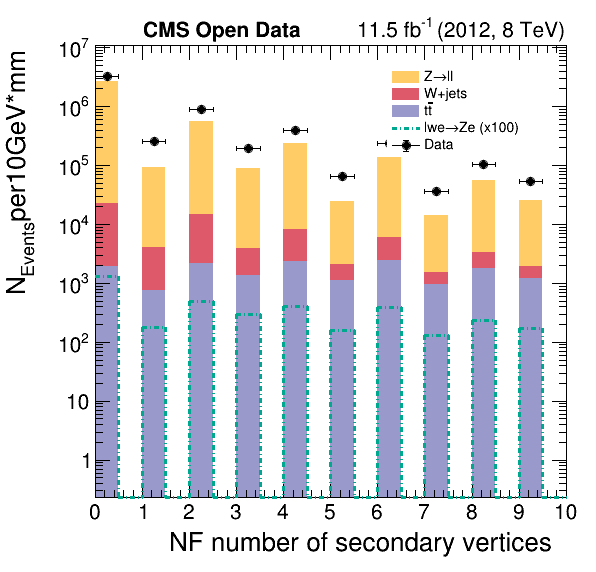 CMS Open Data
11.5 fb-1 (2012, 8 TeV)
NEventsper10GeV*mm
10^7
10^6
10^5
10^4
10^3
10^2
10
1
Z→ll
W+jets
tt̄
lwe→Ze (x100)
Data
0 1 2 3 4 5 6 7 8 9 10
NF number of secondary vertices